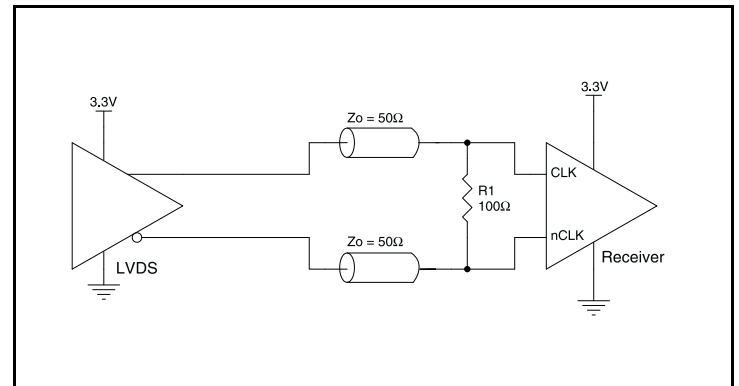 3.3V
3.3V
Zo = 50Ω
CLK
R1
100Ω
nCLK
Zo = 50Ω
Receiver
LVDS